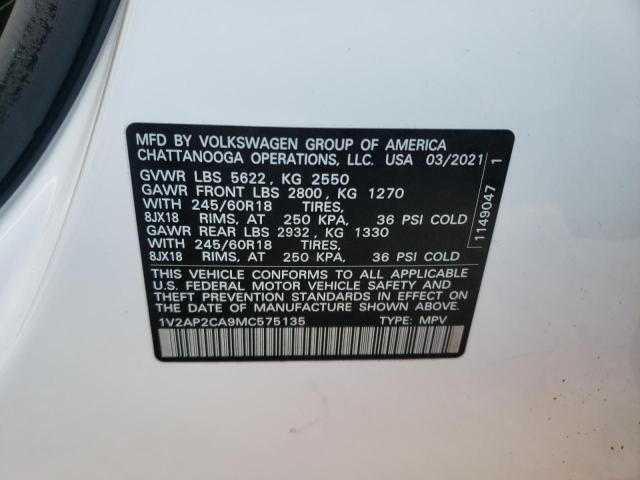 MFD BY VOLKSWAGEN GROUP OF AMERICA
CHATTANOOGA OPERATIONS, LLC. USA 03/2021
GVWR LBS 5622, KG 2550
GAWR FRONT LBS 2800, KG 1270
WITH 245/60R18 TIRES,
8JX18 RIMS, AT 250 KPA, 36 PSI COLD
GAWR REAR LBS 2932, KG 1330
WITH 245/60R18 TIRES,
8JX18 RIMS, AT 250 KPA, 36 PSI COLD
THIS VEHICLE CONFORMS TO ALL APPLICABLE
U.S. FEDERAL MOTOR VEHICLE SAFETY AND
THEFT PREVENTION STANDARDS IN EFFECT ON
THE DATE OF MANUFACTURE SHOWN ABOVE.
1V2AP2CA9MC575135 TYPE: MPV
1149047 1